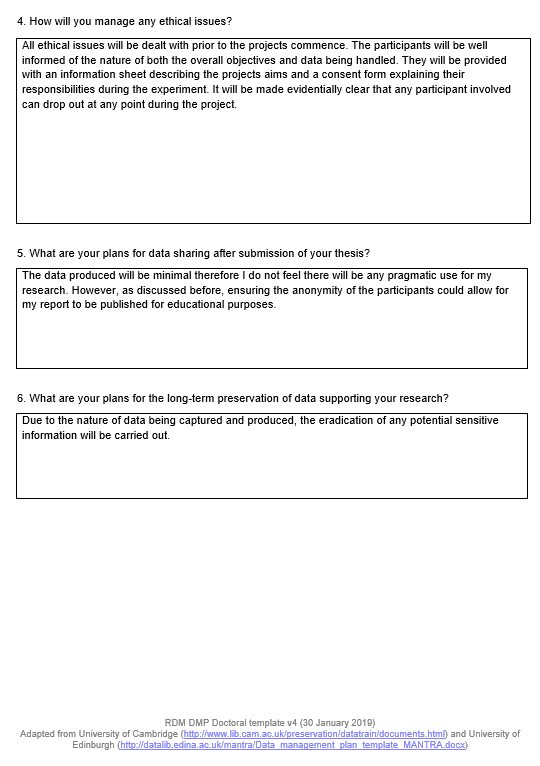 4. How will you manage any ethical issues?
All ethical issues will be dealt with prior to the projects commence. The participants will be well
informed of the nature of both the overall objectives and data being handled. They will be provided
with an information sheet describing the projects aims and a consent form explaining their
responsibilities during the experiment. It will be made evidentially clear that any participant involved
can drop out at any point during the project.
5. What are your plans for data sharing after submission of your thesis?
The data produced will be minimal therefore I do not feel there will be any pragmatic use for my
research. However, as discussed before, ensuring the anonymity of the participants could allow for
my report to be published for educational purposes.
6. What are your plans for the long-term preservation of data supporting your research?
Due to the nature of data being captured and produced, the eradication of any potential sensitive
information will be carried out.
RDM DMP Doctoral template v4 (30 January 2019)
Adapted from University of Cambridge (http://www.lib.cam.ac.uk/preservation/datatrain/documents.html) and University of
Edinburgh (http://datalib.edina.ac.uk/mantra/Data_management_plan_template_MANTRA.docx)